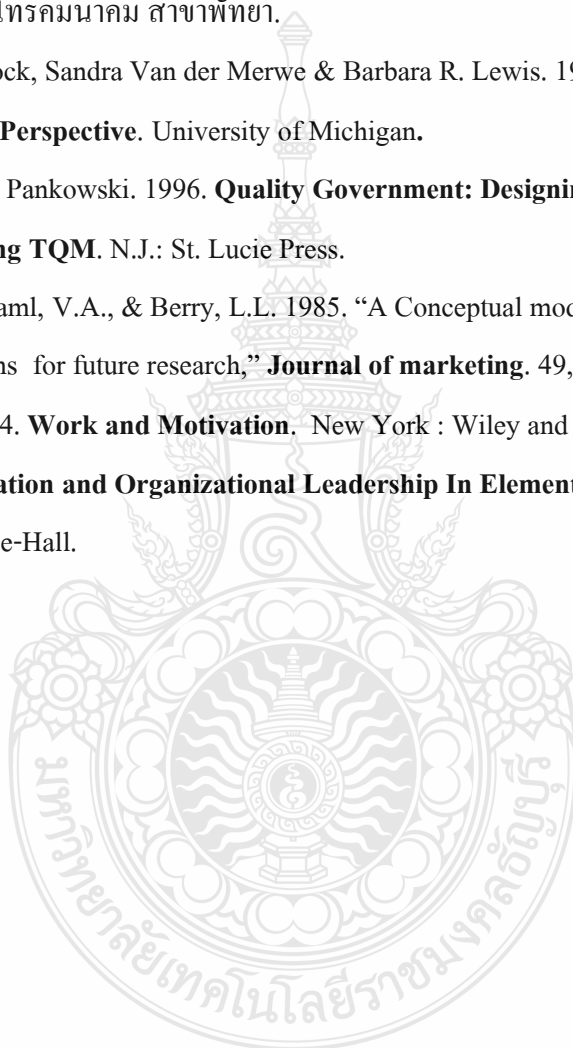 โทรคมนาคม สาขาพัทยา.
ock, Sandra Van der Merwe & Barbara R. Lewis. 19
Perspective. University of Michigan.
Pankowski. 1996. Quality Government: Designin
ng TQM. N.J.: St. Lucie Press.
aml, V.A., & Berry, L.L. 1985. “A Conceptual mod
ns for future research,” Journal of marketing. 49,
4. Work and Motivation. New York : Wiley and
ation and Organizational Leadership In Element
e-Hall.
มหาวิทยาลัยเทคโนโลยีราชมงคลธัญบุรี